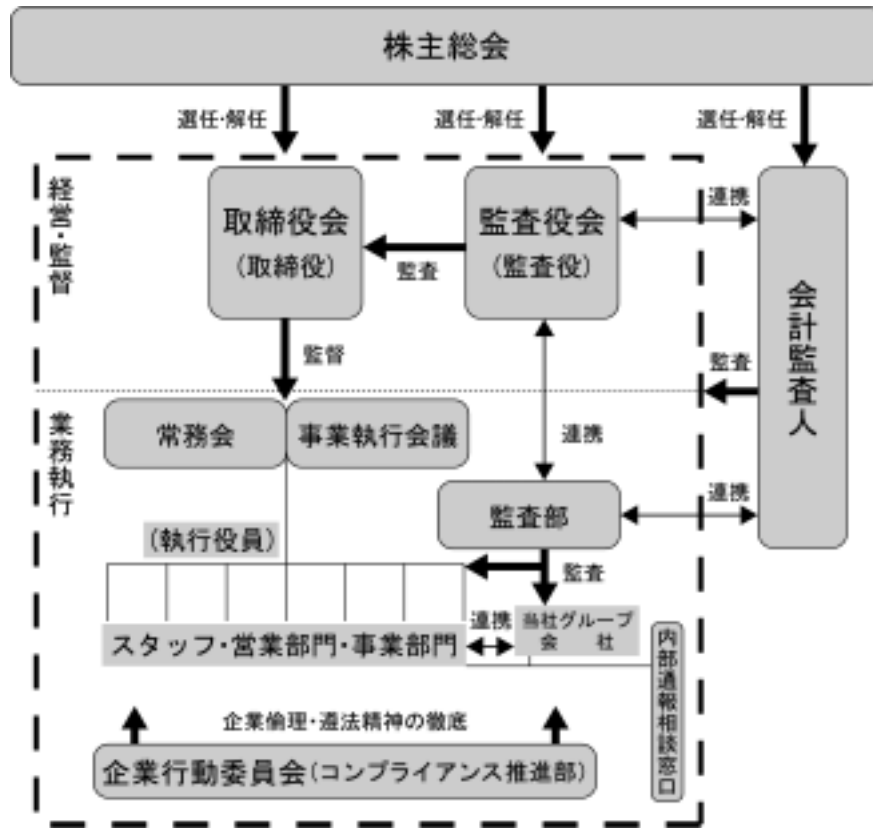 株主総会
選任・解任
選任・解任
選任・解任
経営・監督
取締役会
(取締役)
監査
監査役会
(監査役)
連携
会計監査人
監督
監査
業務執行
常務会
事業執行会議
連携
監査部
連携
(執行役員)
監査
スタッフ・営業部門・事業部門
連携
当社グループ
会 社
内部通報相談窓口
企業倫理・遵法精神の徹底
企業行動委員会(コンプライアンス推進部)